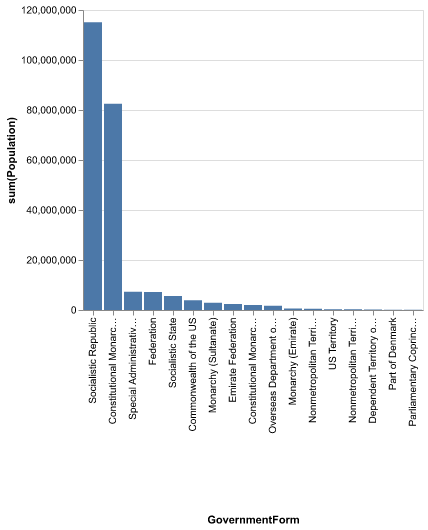 120,000,000
100,000,000
80,000,000
60,000,000
40,000,000
20,000,000
0
sum(Population)
Socialistic Republic
Constitutional Monarc…
Special Administrativ…
Federation
Socialistic State
Commonwealth of the US
Monarchy (Sultanate)
Emirate Federation
Constitutional Monarc…
Overseas Department o…
Monarchy (Emirate)
Nonmetropolitan Terri…
US Territory
Nonmetropolitan Terri…
Dependent Territory o…
Part of Denmark
Parliamentary Coprinc…
GovernmentForm